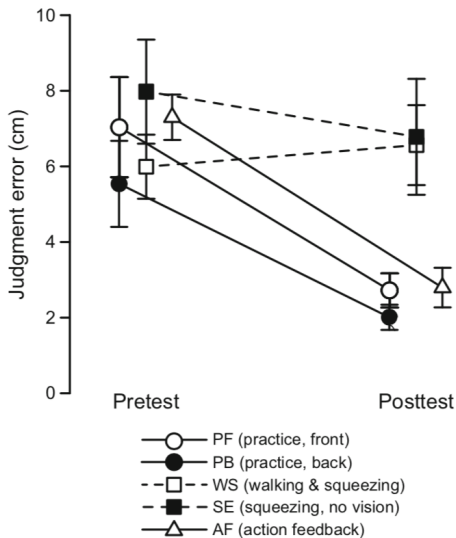 10
8
6
4
2
0
Judgment error (cm)
Pretest Posttest
PF (practice, front)
PB (practice, back)
WS (walking & squeezing)
SE (squeezing, no vision)
AF (action feedback)